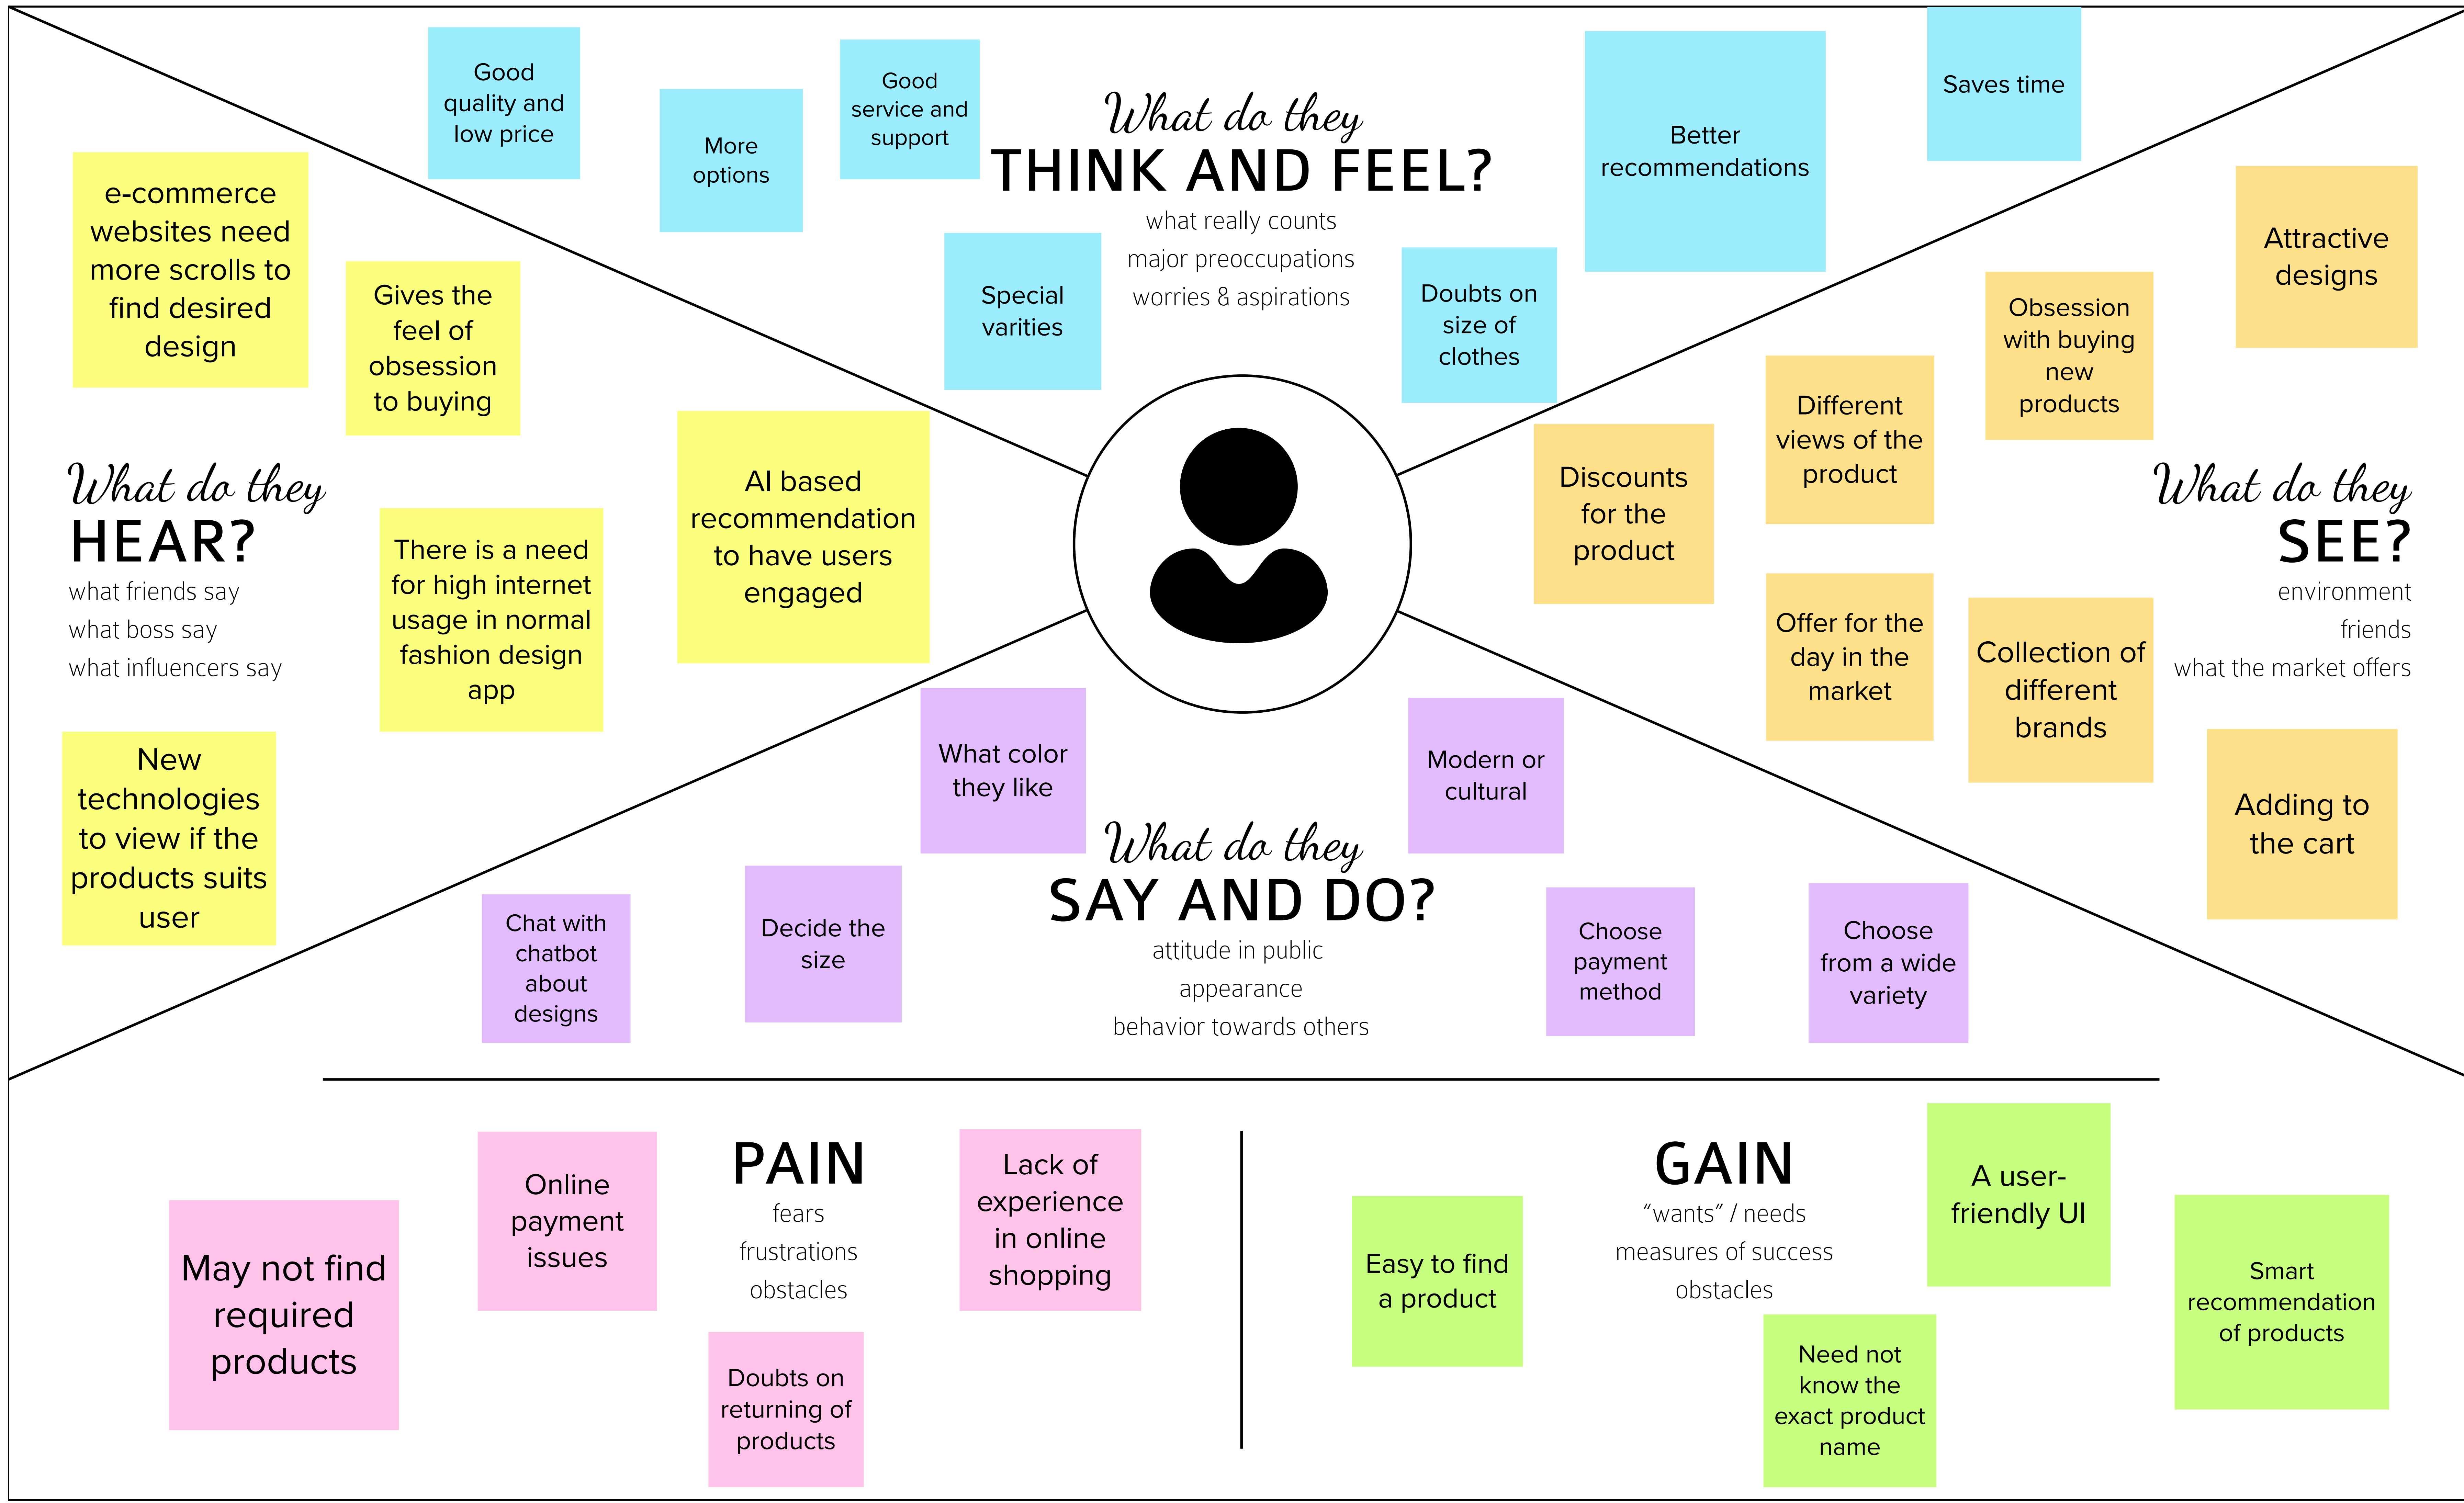 Good
quality and
low price
More
options
Good
service and
support
What do they
THINK AND FEEL?
what really counts
major preoccupations
worries & aspirations
Special
varities
Doubts on
size of
clothes
Better
recommendations
Saves time
e-commerce
websites need
more scrolls to
find desired
design
Gives the
feel of
obsession
to buying
AI based
recommendation
to have users
engaged
What do they
HEAR?
what friends say
what boss say
what influencers say
There is a need
for high internet
usage in normal
fashion design
app
New
technologies
to view if the
products suits
user
Attractive
designs
Obsession
with buying
new
products
Different
views of the
product
Discounts
for the
product
What do they
SEE?
environment
friends
what the market offers
Offer for the
day in the
market
Collection of
different
brands
Adding to
the cart
What color
they like
Modern or
cultural
What do they
SAY AND DO?
attitude in public
appearance
behavior towards others
Chat with
chatbot
about
designs
Decide the
size
Choose
payment
method
Choose
from a wide
variety
PAIN
fears
frustrations
obstacles
May not find
required
products
Online
payment
issues
Lack of
experience
in online
shopping
Doubts on
returning of
products
GAIN
“wants” / needs
measures of success
obstacles
Easy to find
a product
A user-
friendly UI
Need not
know the
exact product
name
Smart
recommendation
of products